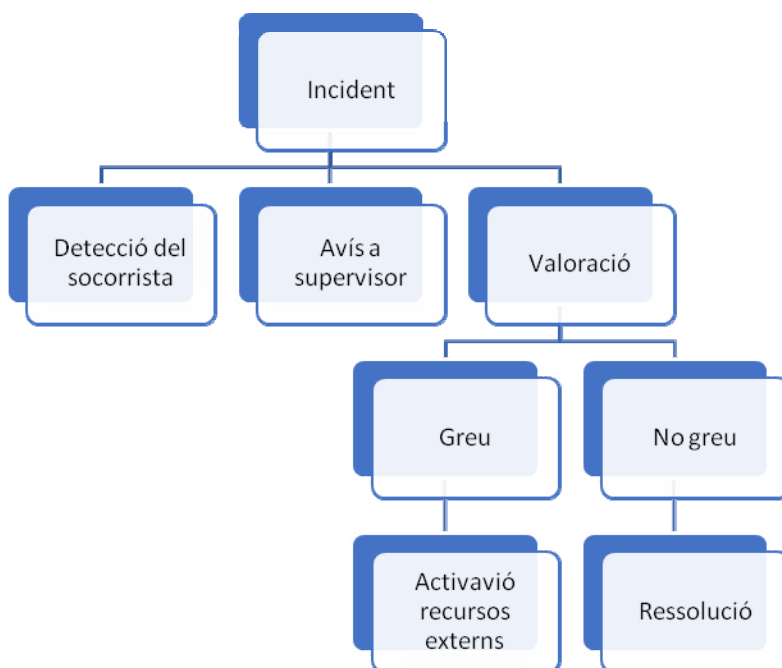 Incident
Detecció del
socorrista
Avís a
supervisor
Valoració
Greu
No greu
Activavió
recursos
externs
Ressolució